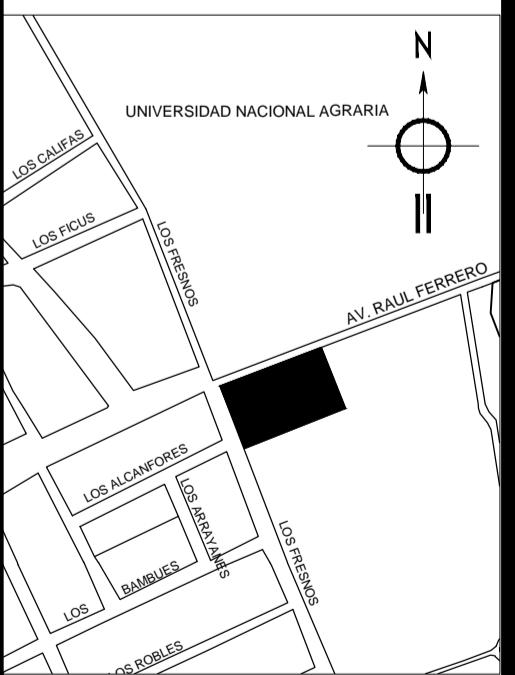 N
UNIVERSIDAD NACIONAL AGRARIA
LOS CALIFAS
LOS FICUS
LOS FRESNOS
AV. RAUL FERRERO
LOS ALCANFORES
LOS ARRAYANES
LOS FRESNOS
LOS BAMBUES
LOS ROBLES